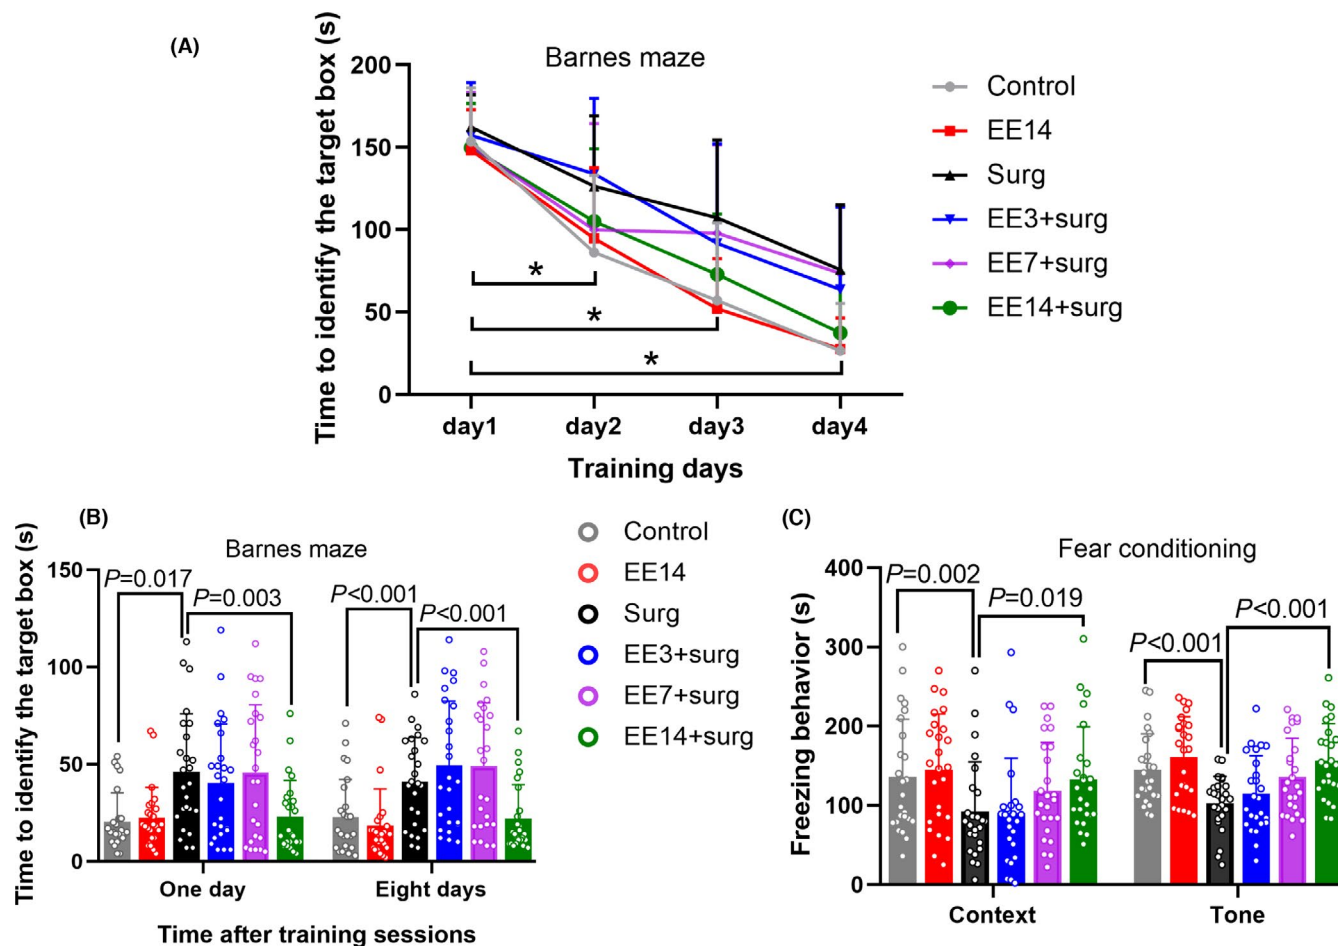 (A)
Barnes maze
Time to identify the target box (s)
200
150
100
50
0
*
*
*
day1
day2
day3
day4
Training days
Control
EE14
Surg
EE3+surg
EE7+surg
EE14+surg
(B)
Barnes maze
Time to identify the target box (s)
150
100
50
0
P=0.017
P=0.003
P<0.001
P<0.001
One day
Eight days
Time after training sessions
Control
EE14
Surg
EE3+surg
EE7+surg
EE14+surg
(C)
Fear conditioning
Freezing behavior (s)
400
300
200
100
0
P=0.002
P=0.019
P<0.001
P<0.001
Context
Tone